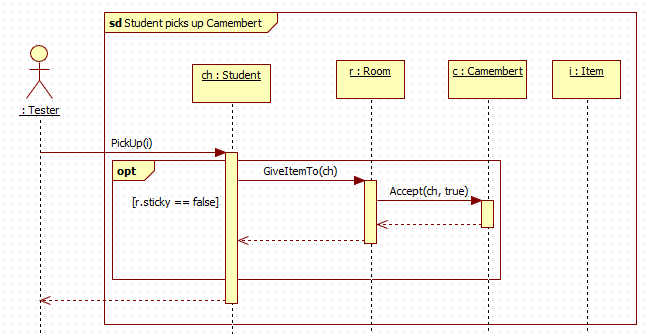 sd Student picks up Camembert
ch : Student
r : Room
c : Camembert
i : Item
: Tester
PickUp(i)
opt
GiveItemTo(ch)
Accept(ch, true)
[r.sticky == false]